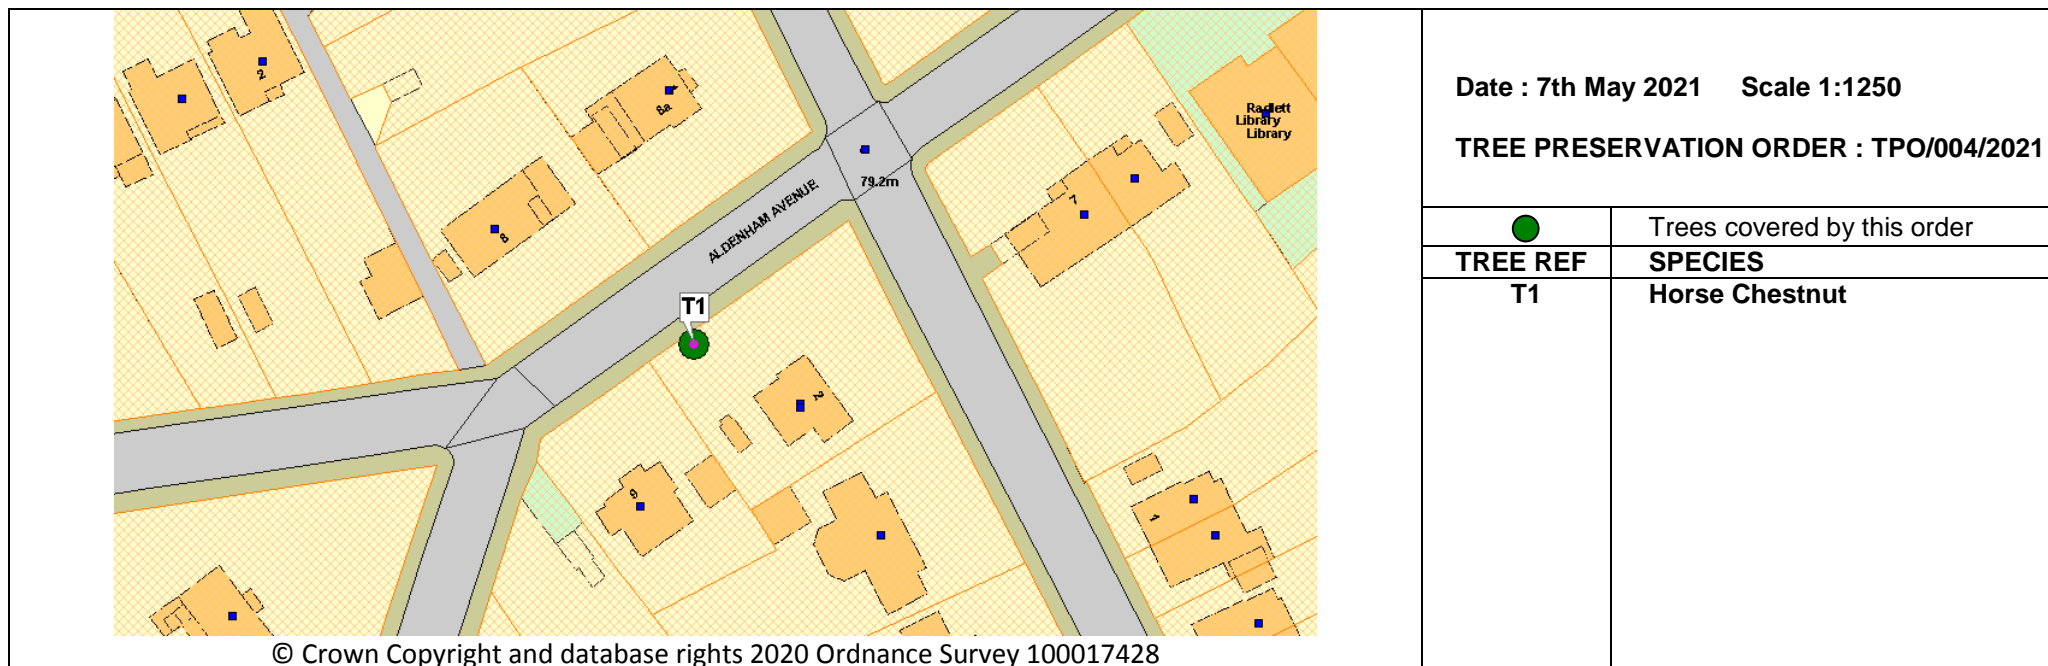 2
8a
8
ALDENHAM AVENUE
79.2m
7
Radlett
Library
Library
T1
2
9
1
© Crown Copyright and database rights 2020 Ordnance Survey 100017428
Date : 7th May 2021 Scale 1:1250
TREE PRESERVATION ORDER : TPO/004/2021
Trees covered by this order
TREE REF SPECIES
T1 Horse Chestnut